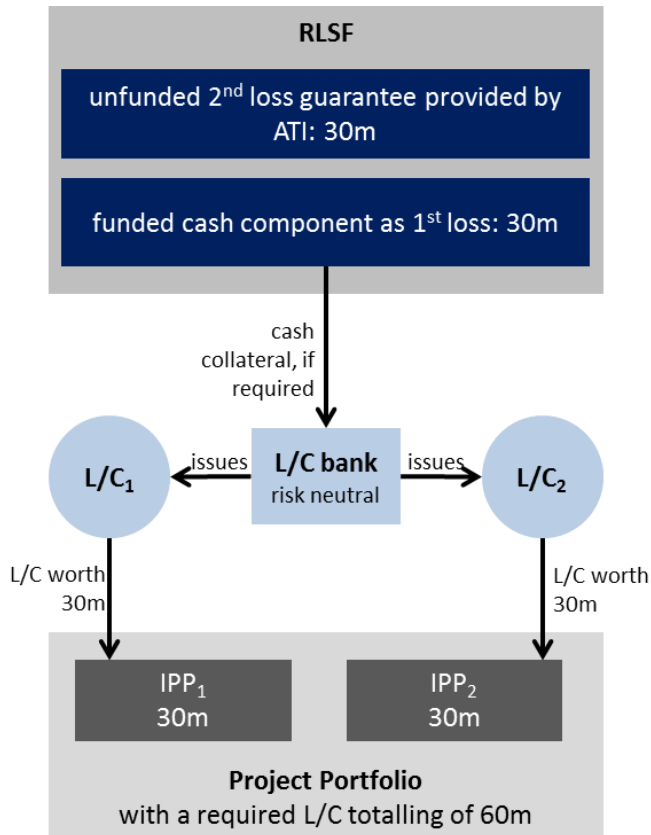 RLSF
unfunded 2nd loss guarantee provided by
ATI: 30m
funded cash component as 1st loss: 30m
cash
collateral, if
required
L/C1
issues
L/C bank
risk neutral
issues
L/C2
L/C worth
30m
L/C worth
30m
IPP1
30m
IPP2
30m
Project Portfolio
with a required L/C totalling of 60m